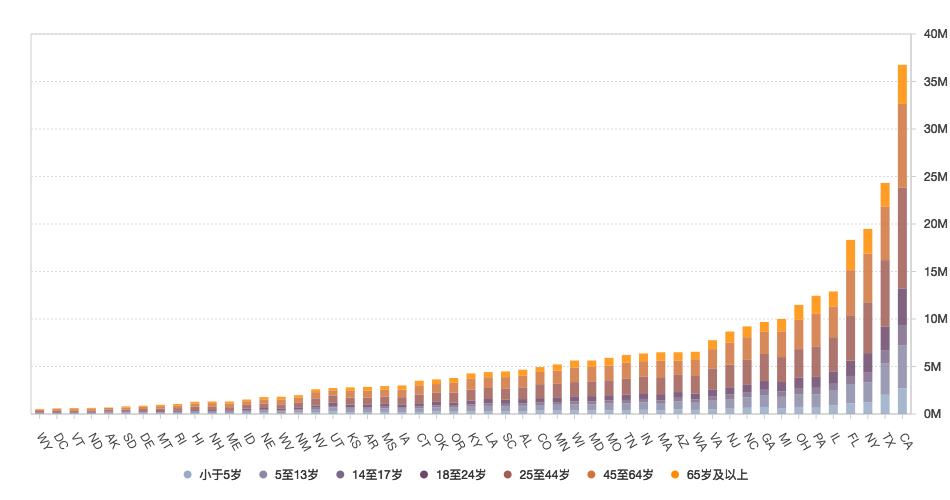 40M
35M
30M
25M
20M
15M
10M
5M
0M
WY DC VT ND AK SD DE MT RI HI NH ME ID NE WV NM NV UT KS AR MS IA CT OK OR KY LA SC AL CO MN WI MD MO TN IN MA AZ WA VA NJ NC GA MI OH PA IL FL NY TX CA
小于5岁 5至13岁 14至17岁 18至24岁 25至44岁 45至64岁 65岁及以上